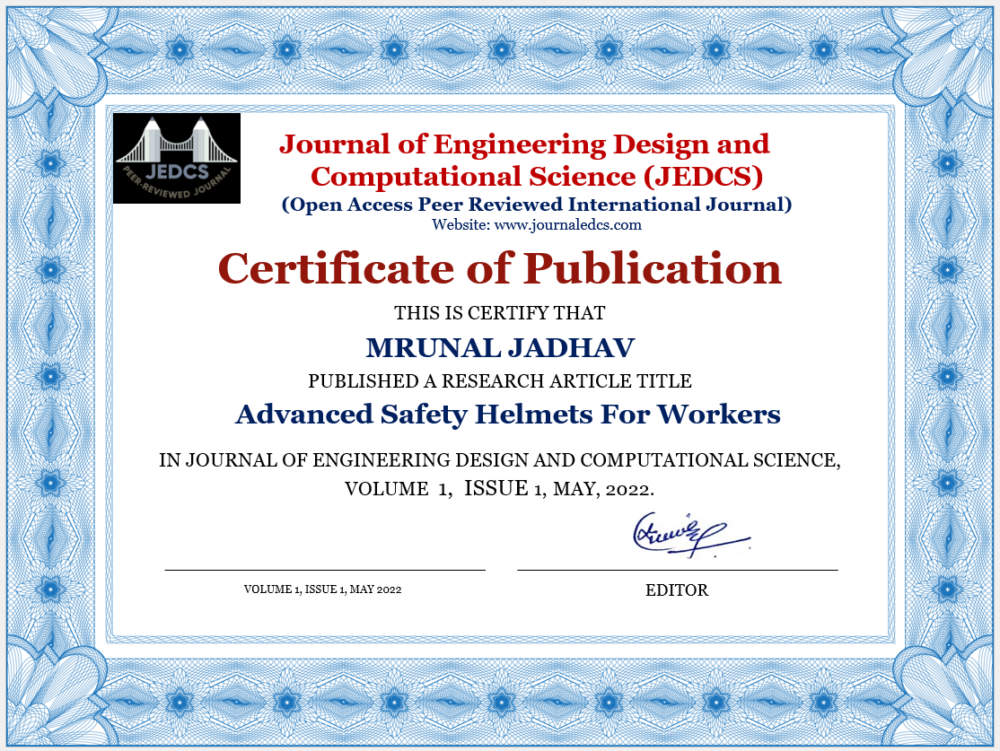 JEDCS
PEER-REVIEWED JOURNAL
Journal of Engineering Design and
Computational Science (JEDCS)
(Open Access Peer Reviewed International Journal)
Website: www.journaledcs.com
Certificate of Publication
THIS IS CERTIFY THAT
MRUNAL JADHAV
PUBLISHED A RESEARCH ARTICLE TITLE
Advanced Safety Helmets For Workers
IN JOURNAL OF ENGINEERING DESIGN AND COMPUTATIONAL SCIENCE,
VOLUME 1, ISSUE 1, MAY, 2022.
VOLUME 1, ISSUE 1, MAY 2022
EDITOR